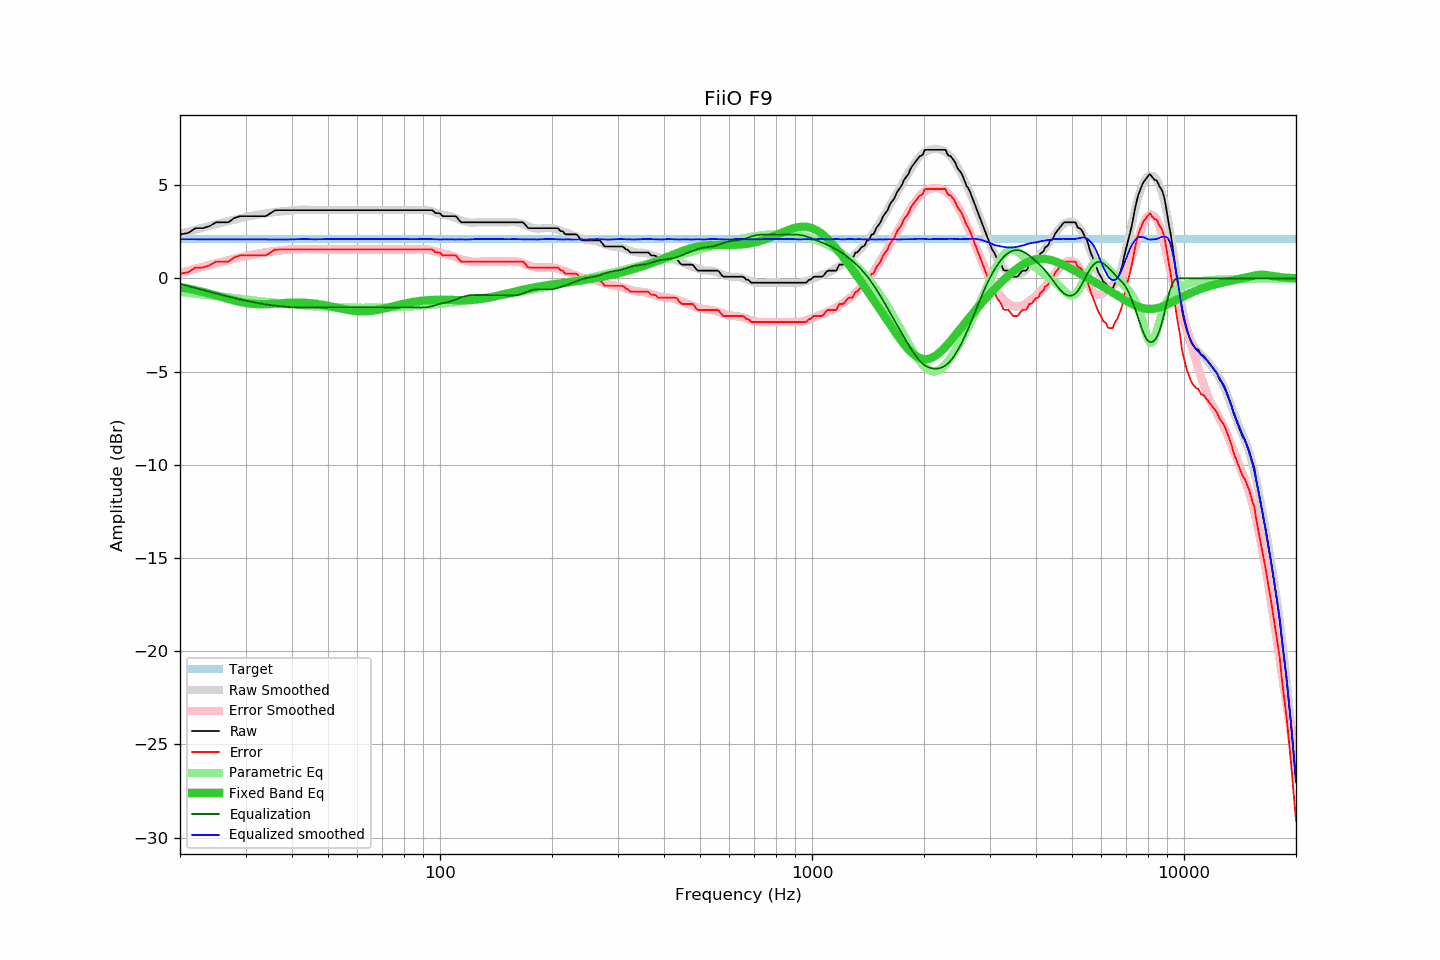 FiiO F9
Amplitude (dBr)
5
0
−5
−10
−15
−20
−25
−30
Target
Raw Smoothed
Error Smoothed
Raw
Error
Parametric Eq
Fixed Band Eq
Equalization
Equalized smoothed
100
1000
10000
Frequency (Hz)